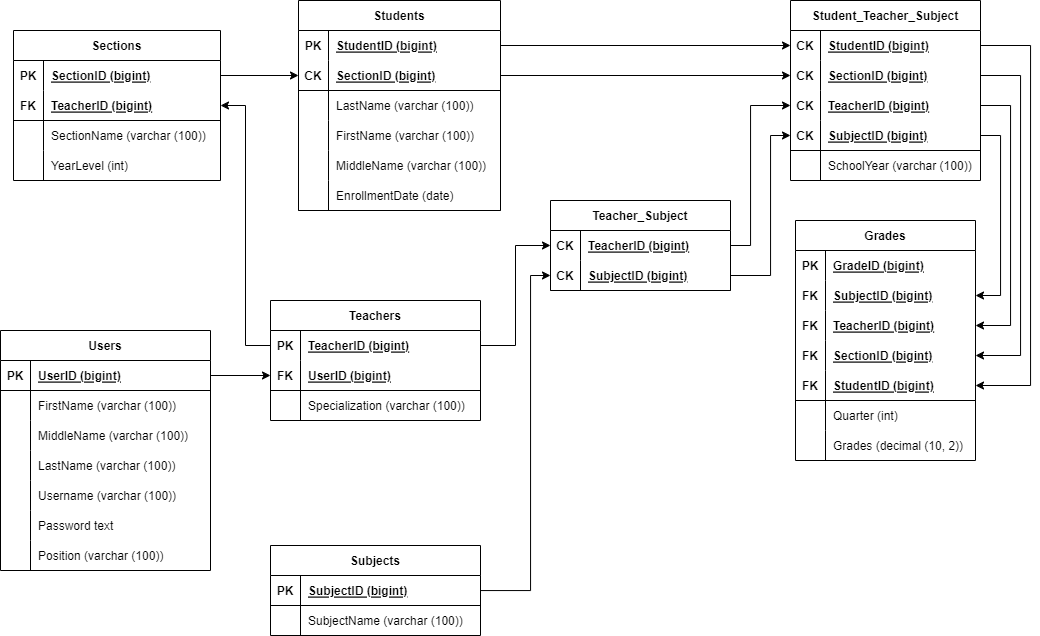 Sections
PK SectionID (bigint)
FK TeacherID (bigint)
SectionName (varchar (100))
YearLevel (int)
Students
PK StudentID (bigint)
CK SectionID (bigint)
LastName (varchar (100))
FirstName (varchar (100))
MiddleName (varchar (100))
EnrollmentDate (date)
Student_Teacher_Subject
CK StudentID (bigint)
CK SectionID (bigint)
CK TeacherID (bigint)
CK SubjectID (bigint)
SchoolYear (varchar (100))
Teacher_Subject
CK TeacherID (bigint)
CK SubjectID (bigint)
Grades
PK GradeID (bigint)
FK SubjectID (bigint)
FK TeacherID (bigint)
FK SectionID (bigint)
FK StudentID (bigint)
Quarter (int)
Grades (decimal (10, 2))
Teachers
PK TeacherID (bigint)
FK UserID (bigint)
Specialization (varchar (100))
Users
PK UserID (bigint)
FirstName (varchar (100))
MiddleName (varchar (100))
LastName (varchar (100))
Username (varchar (100))
Password text
Position (varchar (100))
Subjects
PK SubjectID (bigint)
SubjectName (varchar (100))